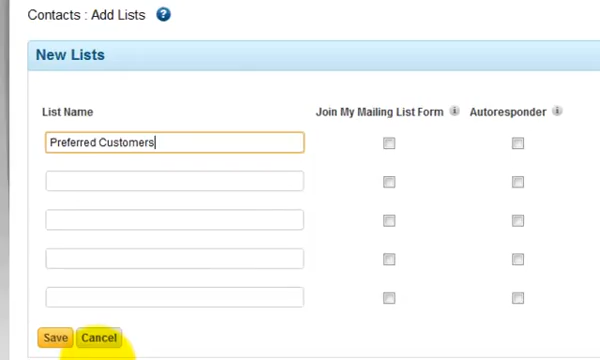 Contacts : Add Lists ?
New Lists
List Name Join My Mailing List Form i Autoresponder i
Preferred Customers
Save Cancel